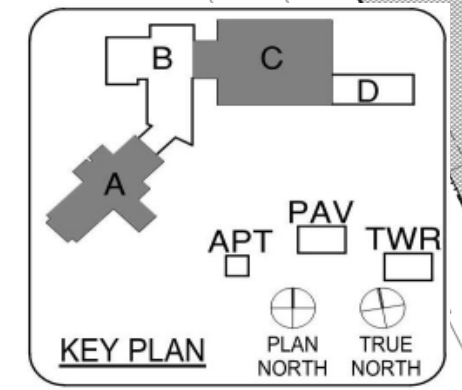 B
C
D
A
PAV
APT
TWR
KEY PLAN
PLAN
NORTH
TRUE
NORTH